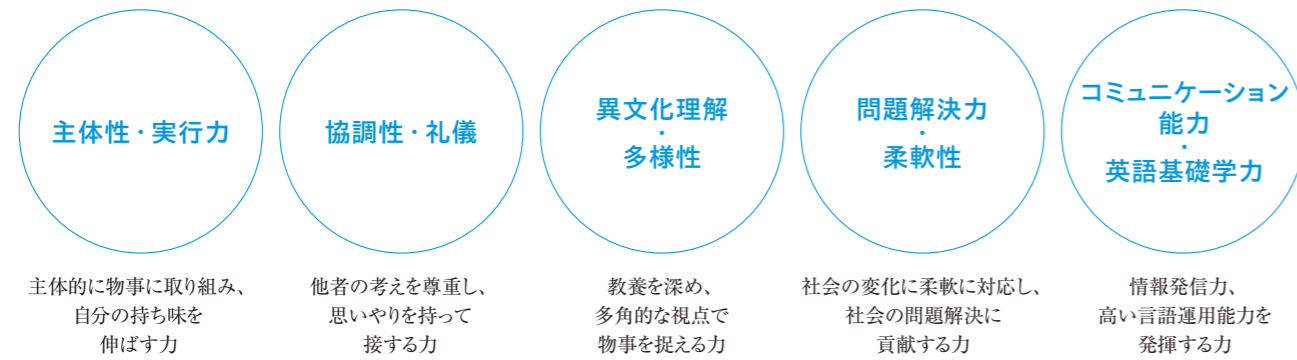 主体性・実行力
主体的に物事に取り組み、
自分の持ち味を
伸ばす力
協調性・礼儀
他者の考えを尊重し、
思いやりを持って
接する力
異文化理解
・
多様性
教養を深め、
多角的な視点で
物事を捉える力
問題解決力
・
柔軟性
社会の変化に柔軟に対応し、
社会の問題解決に
貢献する力
コミュニケーション
能力
・
英語基礎学力
情報発信力、
高い言語運用能力を
発揮する力